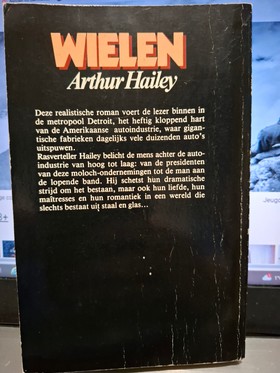 WIELEN
Arthur Hailey
Deze realistische roman voert de lezer binnen in
de metropool Detroit, het heftig kloppend hart
van de Amerikaanse autoindustrie, waar gigan-
tische fabrieken dagelijks vele duizenden auto's
uitspuwen.
Rasverteller Hailey belicht de mens achter de auto-
industrie van hoog tot laag: van de presidenten
van deze moloch-ondernemingen tot de man aan
de lopende band. Hij schetst hun dramatische
strijd om het bestaan, maar ook hun liefde, hun
maîtresses en hun romantiek in een wereld die
slechts bestaat uit staal en glas...